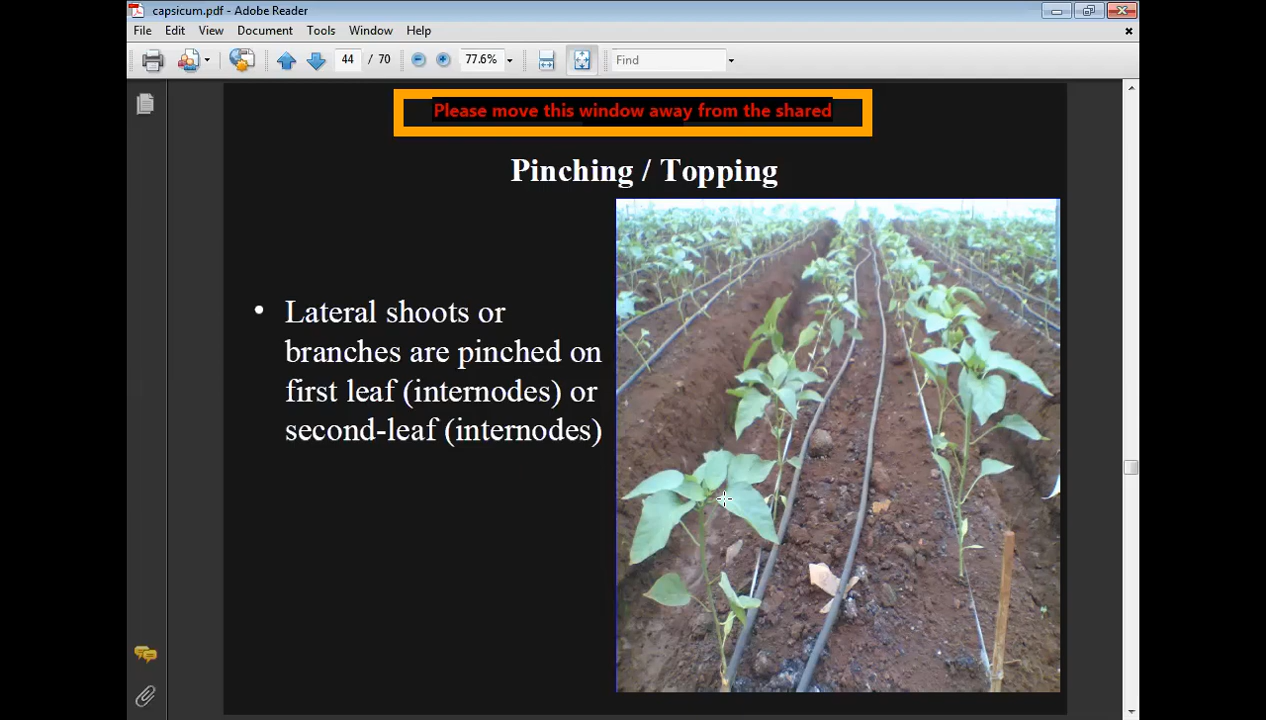 capsicum.pdf - Adobe Reader
File Edit View Document Tools Window Help
44 / 70 77.6% Find
Please move this window away from the shared
Pinching / Topping
• Lateral shoots or
branches are pinched on
first leaf (internodes) or
second-leaf (internodes)